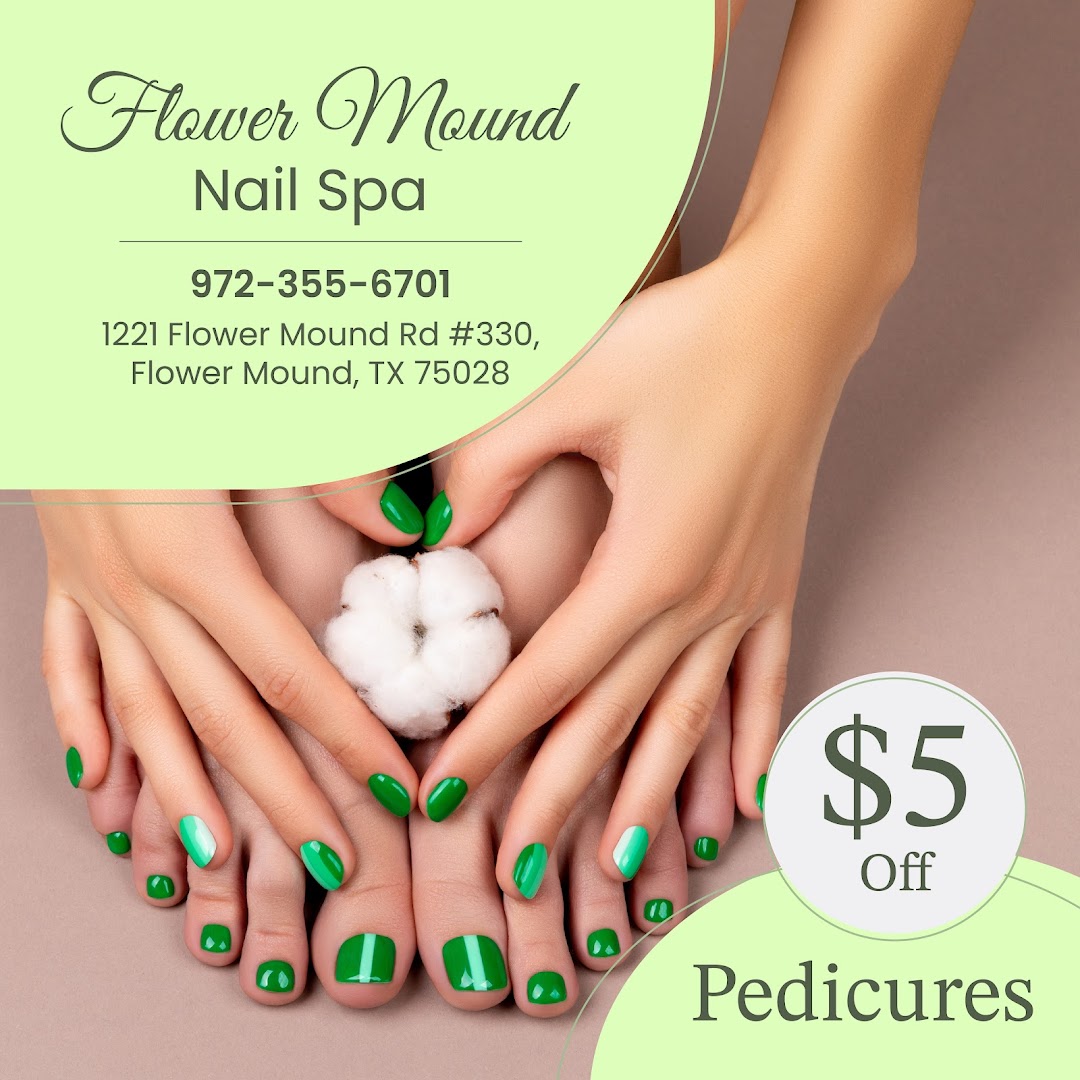 Flower Mound
Nail Spa
972-355-6701
1221 Flower Mound Rd #330,
Flower Mound, TX 75028
$5
Off
Pedicures